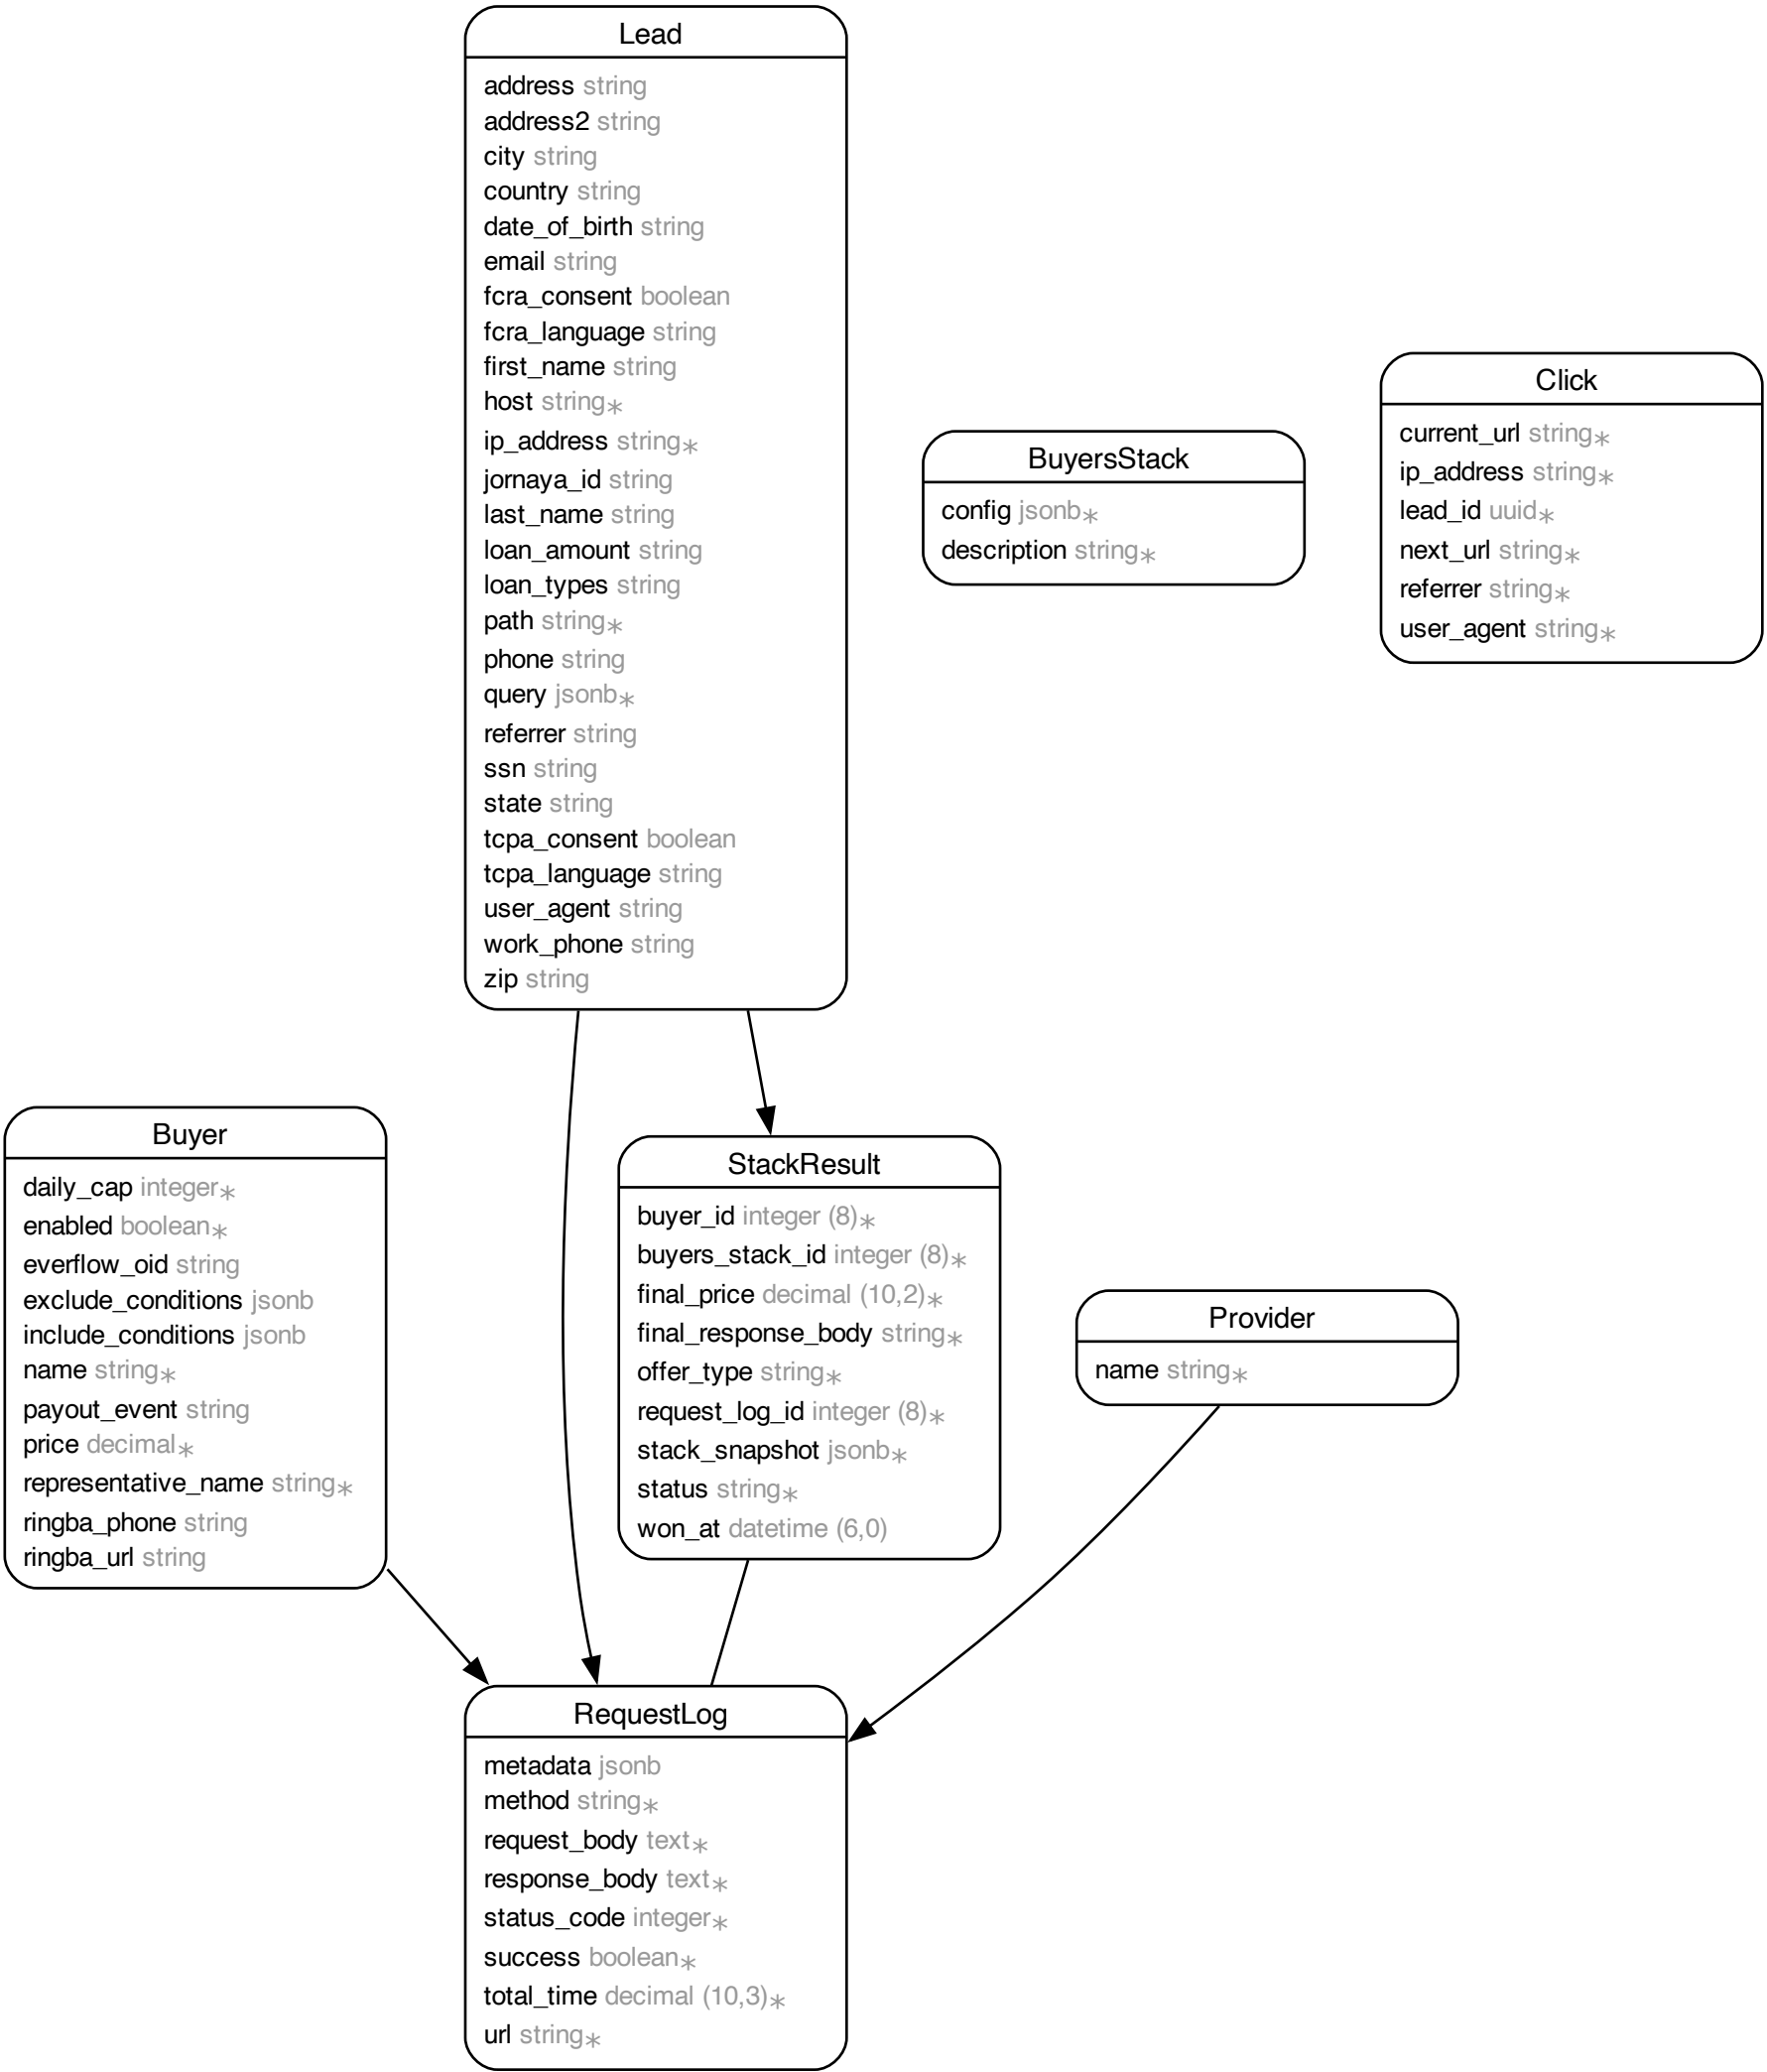 Lead
address string
address2 string
city string
country string
date_of_birth string
email string
fcra_consent boolean
fcra_language string
first_name string
host string∗
ip_address string∗
jornaya_id string
last_name string
loan_amount string
loan_types string
path string∗
phone string
query jsonb∗
referrer string
ssn string
state string
tcpa_consent boolean
tcpa_language string
user_agent string
work_phone string
zip string
BuyersStack
config jsonb∗
description string∗
Click
current_url string∗
ip_address string∗
lead_id uuid∗
next_url string∗
referrer string∗
user_agent string∗
Buyer
daily_cap integer∗
enabled boolean∗
everflow_oid string
exclude_conditions jsonb
include_conditions jsonb
name string∗
payout_event string
price decimal∗
representative_name string∗
ringba_phone string
ringba_url string
StackResult
buyer_id integer (8)∗
buyers_stack_id integer (8)∗
final_price decimal (10,2)∗
final_response_body string∗
offer_type string∗
request_log_id integer (8)∗
stack_snapshot jsonb∗
status string∗
won_at datetime (6,0)
Provider
name string∗
RequestLog
metadata jsonb
method string∗
request_body text∗
response_body text∗
status_code integer∗
success boolean∗
total_time decimal (10,3)∗
url string∗